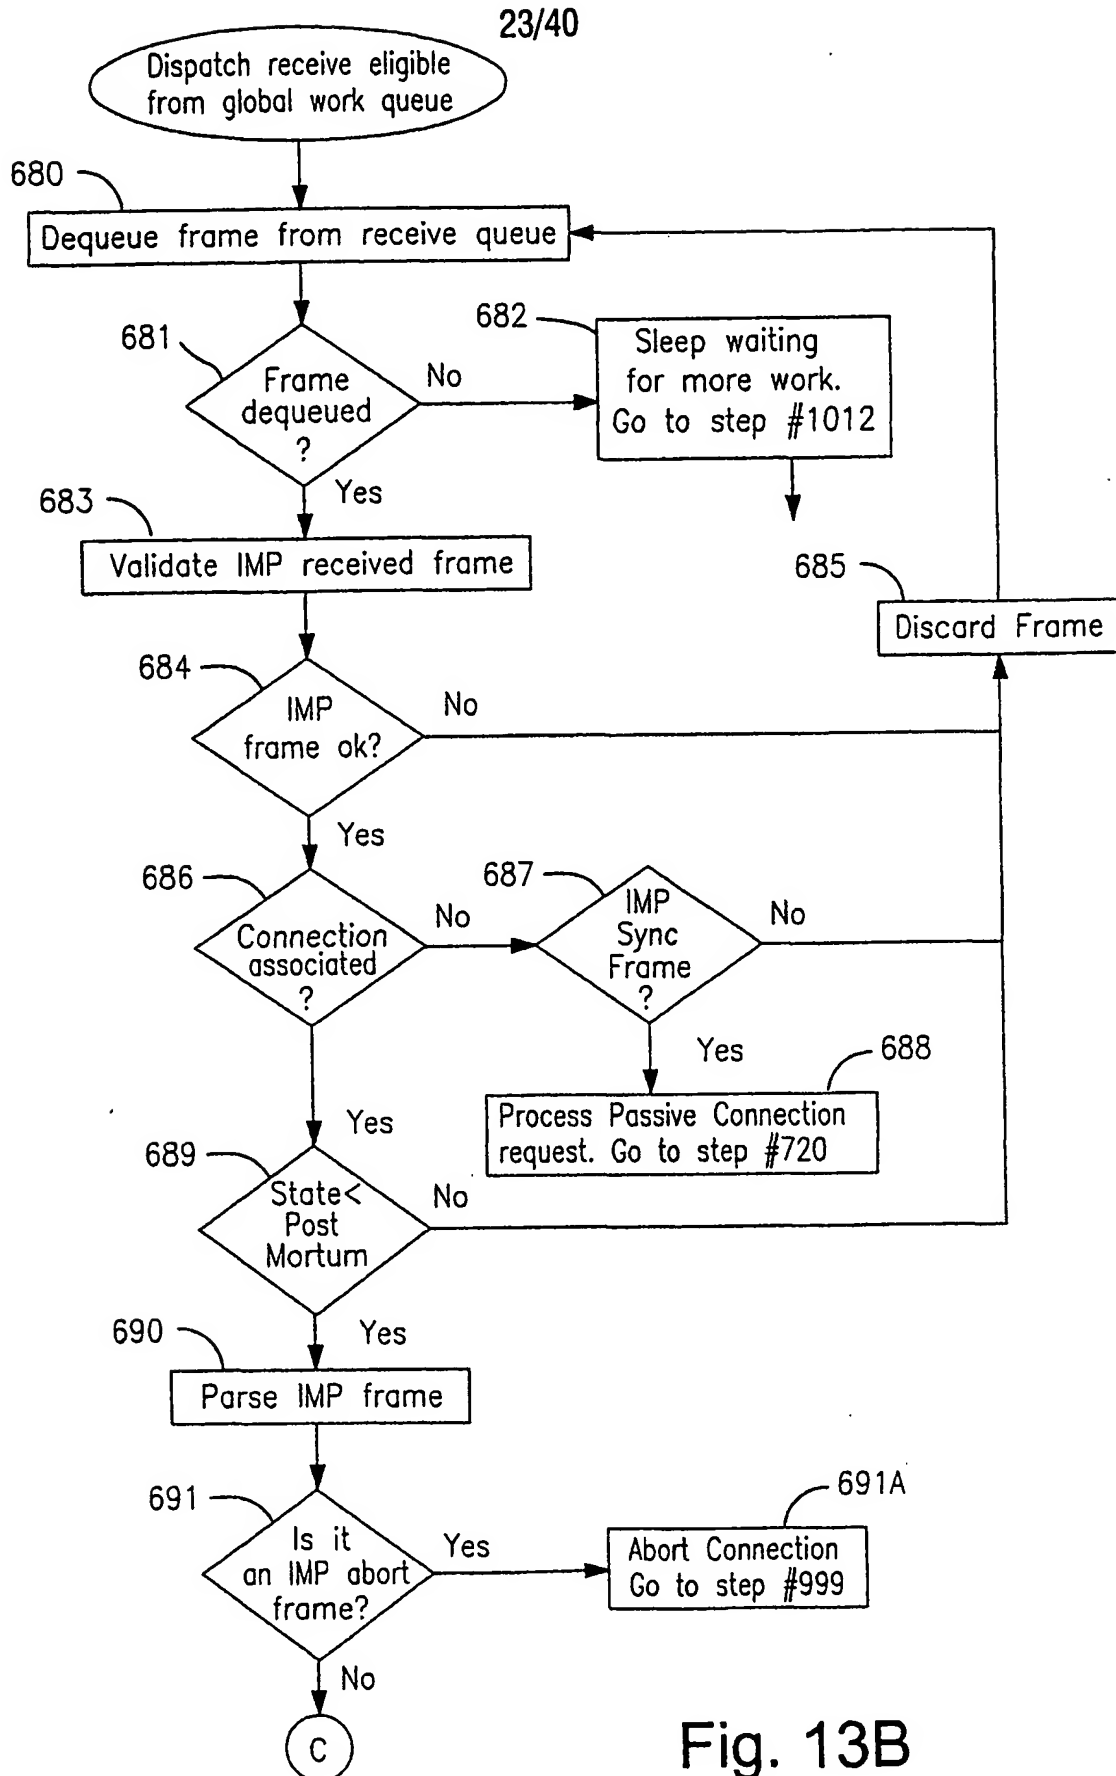 23/40
Dispatch receive eligible
from global work queue
680
Dequeue frame from receive queue
681
Frame
dequeued
?
No
682
Sleep waiting
for more work.
Go to step #1012
Yes
683
Validate IMP received frame
685
Discard Frame
684
IMP
frame ok?
No
Yes
686
Connection
associated
?
No
687
IMP
Sync
Frame
?
No
Yes
688
Process Passive Connection
request. Go to step #720
Yes
689
State<
Post
Mortum
No
Yes
690
Parse IMP frame
691
Is it
an IMP abort
frame?
Yes
691A
Abort Connection
Go to step #999
No
C
Fig. 13B